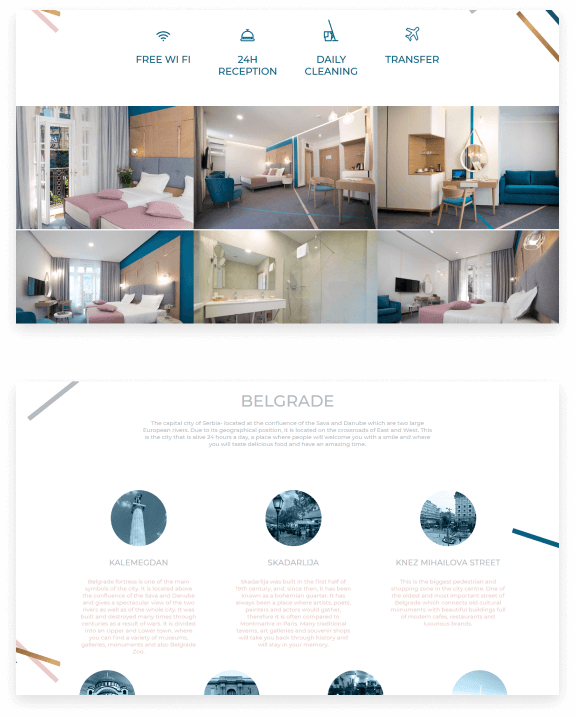 FREE WI FI
24H
RECEPTION
DAILY
CLEANING
TRANSFER
BELGRADE
The capital city of Serbia- located at the confluence of the Sava and Danube which are two large
European rivers. Due to its geographical position, it is located on the crossroads of East and West. This
is the city that is alive 24 hours a day, a place where people will welcome you with a smile and where
you will taste delicious food and have an amazing time.
KALEMEGDAN
Belgrade fortress is one of the main
symbols of the city. It is located above
the confluence of the Sava and Danube
and gives a spectacular view of the two
rivers as well as of the whole city. It was
built and destroyed many times through
centuries as a result of wars. It is divided
into an Upper and Lower town, where
you can find a variety of museums,
galleries, monuments and also Belgrade
Zoo.
SKADARLIJA
Skadarlija was built in the first half of
19th century, and, since then, it has been
known as a bohemian quarter. It has
always been a place where artists, poets,
painters and actors would gather,
therefore it is often compared to
Montmartre in Paris. Many traditional
taverns, art galleries and souvenir shops
will take you back through history and
will stay in your memory.
KNEZ MIHAILOVA STREET
This is the biggest pedestrian and
shopping zone in the city centre. One of
the oldest and most important street of
Belgrade which connects old cultural
monuments with beautiful buildings full
of modern cafes, restaurants and
luxurious brands.